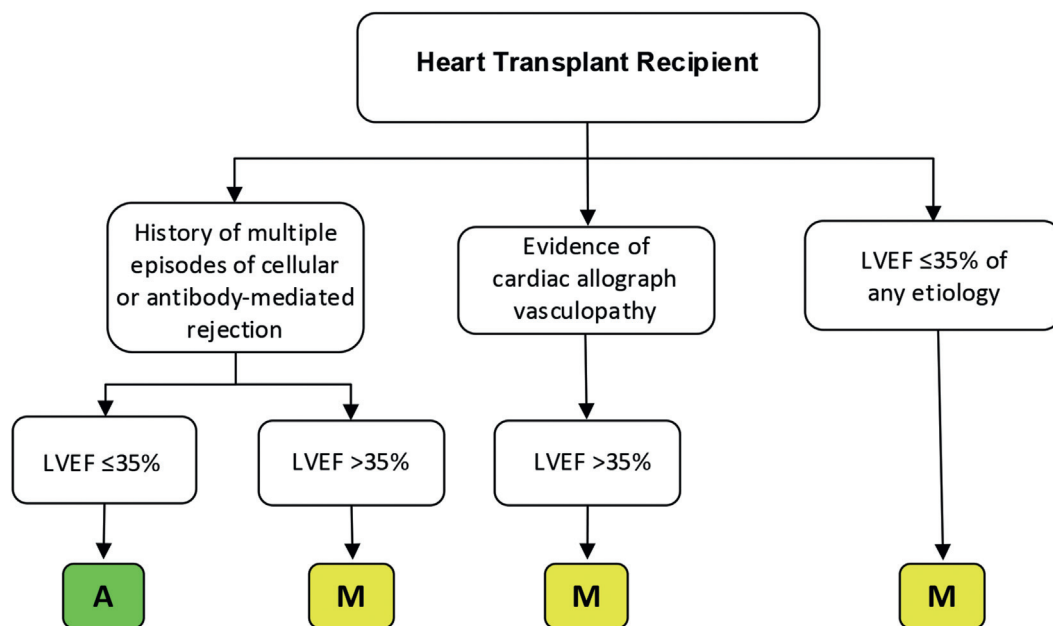 Heart Transplant Recipient
History of multiple
episodes of cellular
or antibody-mediated
rejection
Evidence of
cardiac allograph
vasculopathy
LVEF ≤35% of
any etiology
LVEF ≤35%
LVEF >35%
LVEF >35%
A
M
M
M